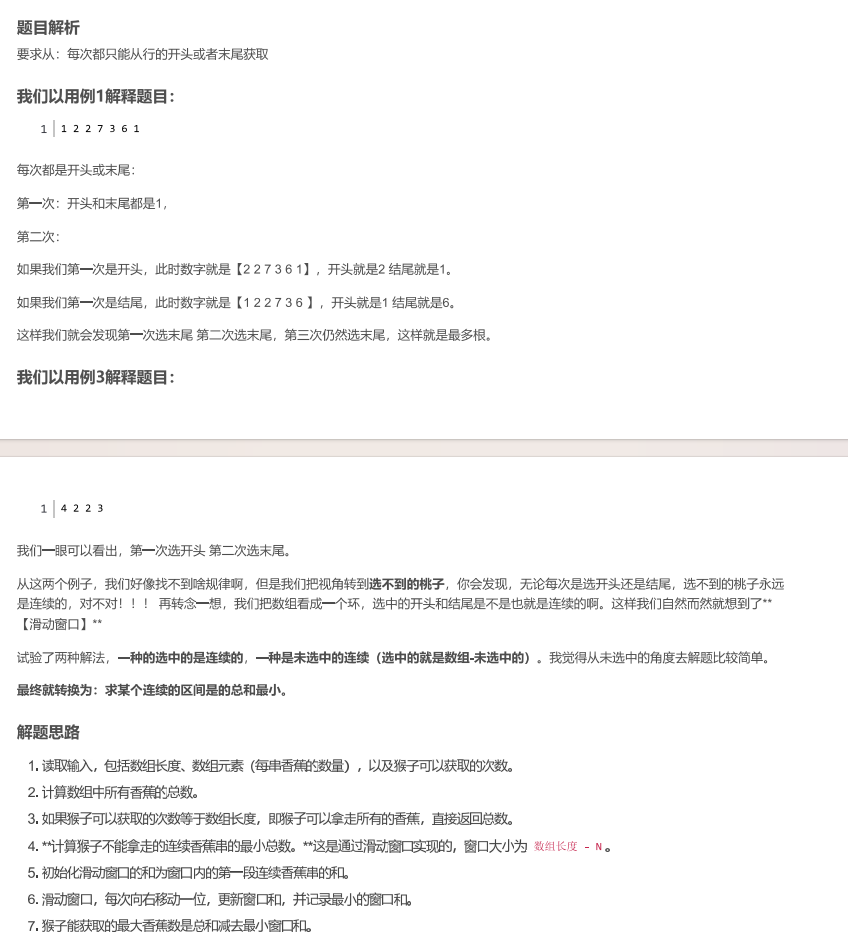 题目解析
要求从：每次都只能从行的开头或者末尾获取
我们以用例1解释题目：
1 1 2 2 7 3 6 1
每次都是开头或末尾：
第一次：开头和末尾都是1，
第二次：
如果我们第一次是开头，此时数字就是【2 2 7 3 6 1】，开头就是2 结尾就是1。
如果我们第一次是结尾，此时数字就是【1 2 2 7 3 6 】，开头就是1 结尾就是6。
这样我们就会发现第一次选末尾 第二次选末尾，第三次仍然选末尾，这样就是最多根。
我们以用例3解释题目：
1 4 2 2 3
我们一眼可以看出，第一次选开头 第二次选末尾。
从这两个例子，我们好像找不到啥规律啊，但是我们把视角转到选不到的桃子，你会发现，无论每次是选开头还是结尾，选不到的桃子永远
是连续的，对不对！！！ 再转念一想，我们把数组看成一个环，选中的开头和结尾是不是也就是连续的啊。这样我们自然而然就想到了**
【滑动窗口】**
试验了两种解法，一种的选中的是连续的，一种是未选中的连续（选中的就是数组-未选中的）。我觉得从未选中的角度去解题比较简单。
最终就转换为：求某个连续的区间是的总和最小。
解题思路
1. 读取输入，包括数组长度、数组元素（每串香蕉的数量），以及猴子可以获取的次数。
2. 计算数组中所有香蕉的总数。
3. 如果猴子可以获取的次数等于数组长度，即猴子可以拿走所有的香蕉，直接返回总数。
4. **计算猴子不能拿走的连续香蕉串的最小总数。**这是通过滑动窗口实现的，窗口大小为 数组长度 - N 。
5. 初始化滑动窗口的和为窗口内的第一段连续香蕉串的和。
6. 滑动窗口，每次向右移动一位，更新窗口和，并记录最小的窗口和。
7. 猴子能获取的最大香蕉数是总和减去最小窗口和。